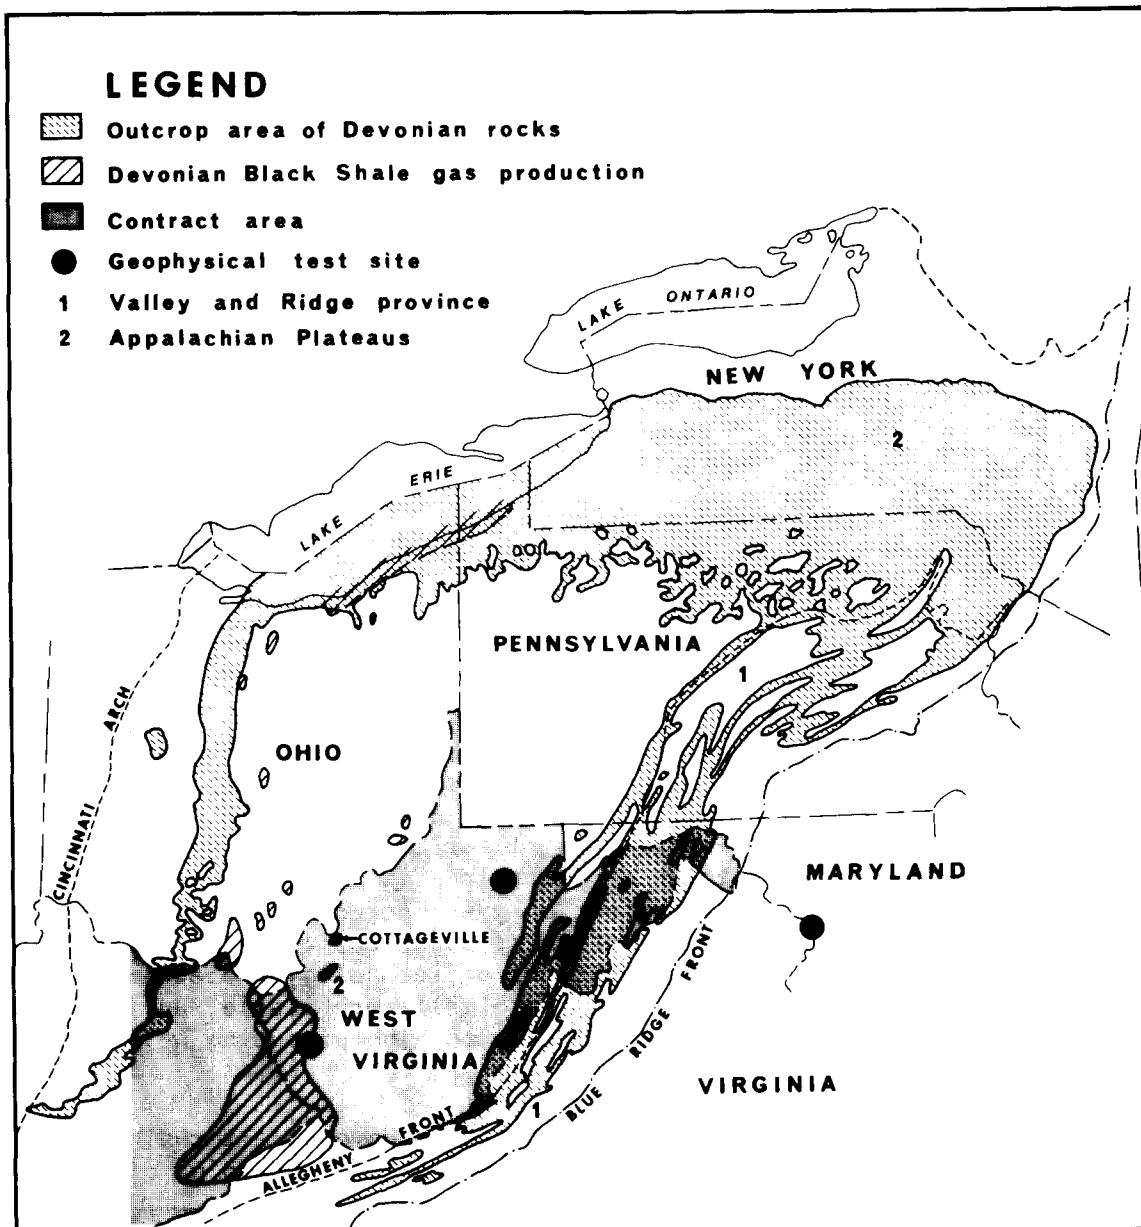 LEGEND
Outcrop area of Devonian rocks
Devonian Black Shale gas production
Contract area
Geophysical test site
1 Valley and Ridge province
2 Appalachian Plateaus
LAKE ONTARIO
NEW YORK
2
LAKE ERIE
PENNSYLVANIA
1
CINCINNATI ARCH
OHIO
MARYLAND
COTTAGEVILLE
2
WEST
VIRGINIA
VIRGINIA
BLUE RIDGE FRONT
1
ALLEGHENY FRONT